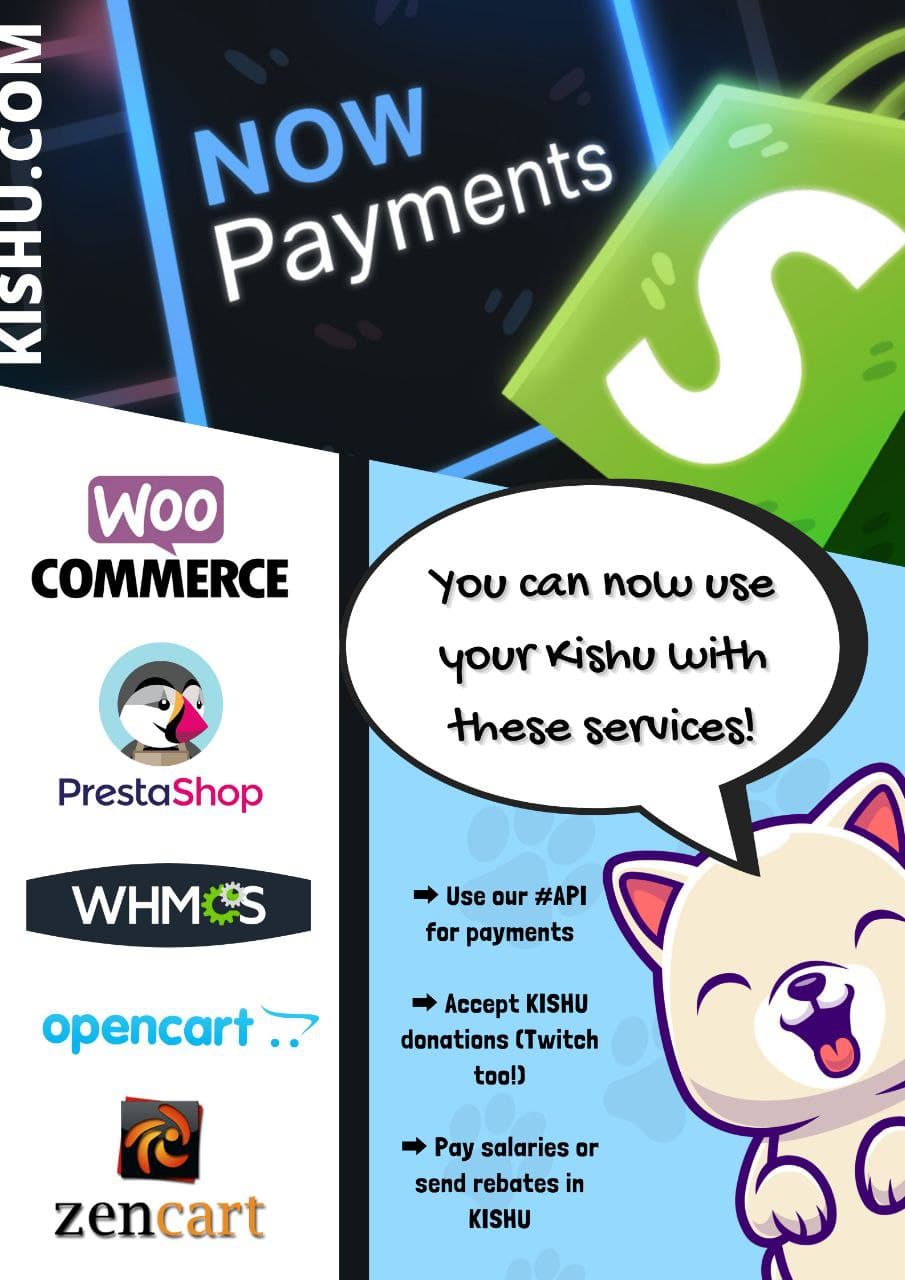 KISHU.COM
NOW
Payments
S
WOO
COMMERCE
PrestaShop
WHMCS
opencart
zencart
You can now use
your Kishu with
these services!
➡ Use our #API
for payments
➡ Accept KISHU
donations (Twitch
too!)
➡ Pay salaries or
send rebates in
KISHU